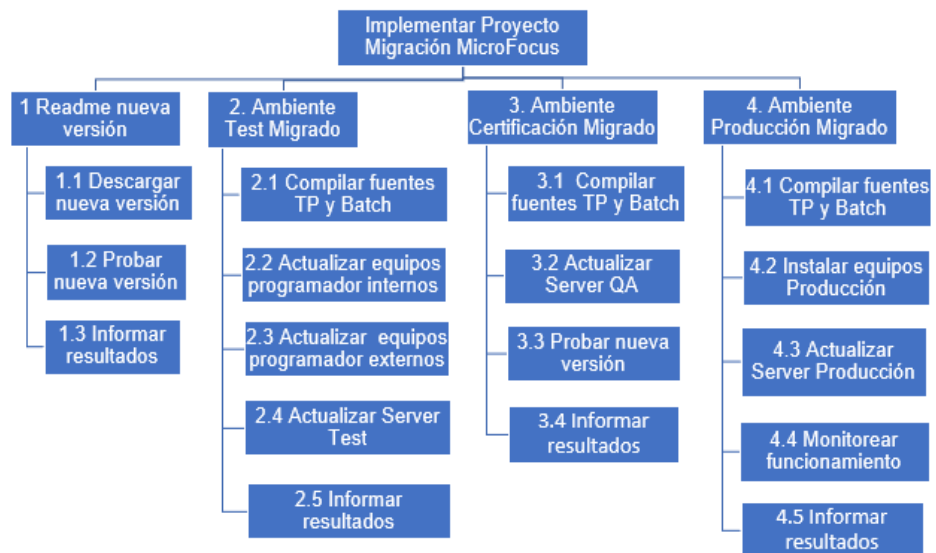 Implementar Proyecto
Migración MicroFocus
1 Readme nueva
versión
1.1 Descargar
nueva versión
1.2 Probar
nueva versión
1.3 Informar
resultados
2. Ambiente
Test Migrado
2.1 Compilar fuentes
TP y Batch
2.2 Actualizar equipos
programador internos
2.3 Actualizar equipos
programador externos
2.4 Actualizar Server
Test
2.5 Informar
resultados
3. Ambiente
Certificación Migrado
3.1 Compilar
fuentes TP y Batch
3.2 Actualizar
Server QA
3.3 Probar nueva
versión
3.4 Informar
resultados
4. Ambiente
Producción Migrado
4.1 Compilar fuentes
TP y Batch
4.2 Instalar equipos
Producción
4.3 Actualizar
Server Producción
4.4 Monitorear
funcionamiento
4.5 Informar
resultados